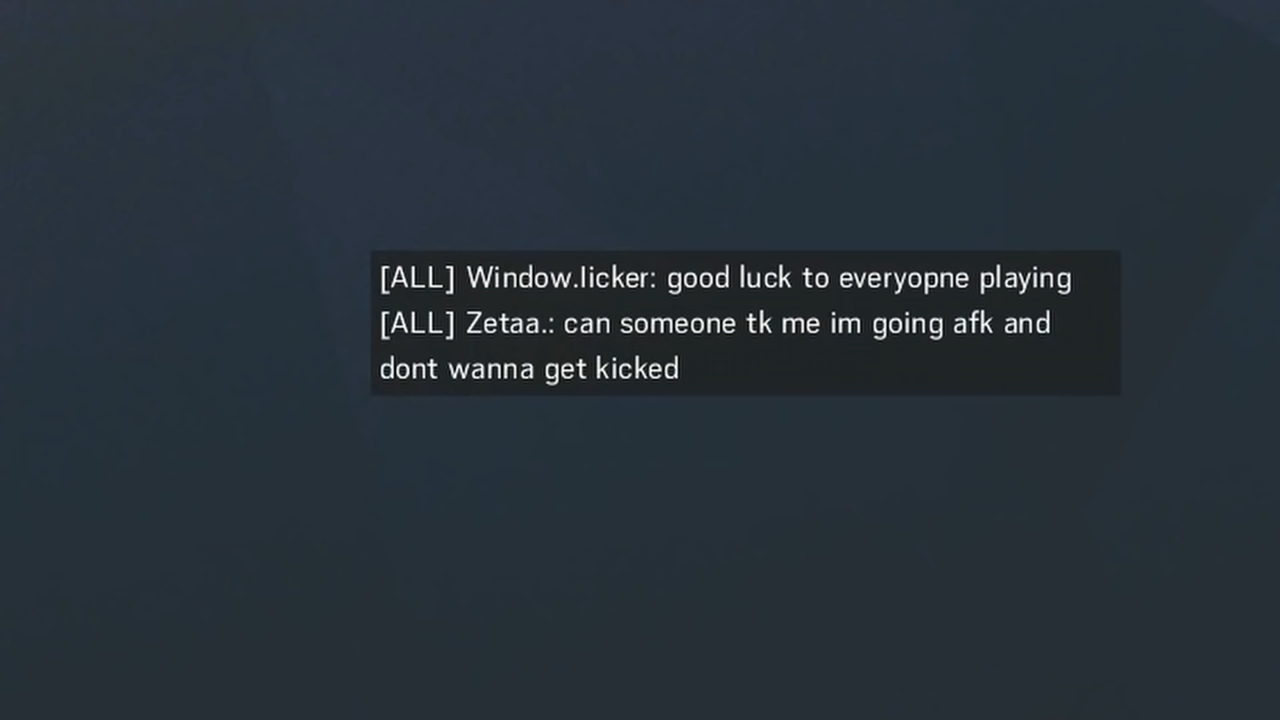 [ALL] Window.licker: good luck to everyopne playing
[ALL] Zetaa.: can someone tk me im going afk and
dont wanna get kicked